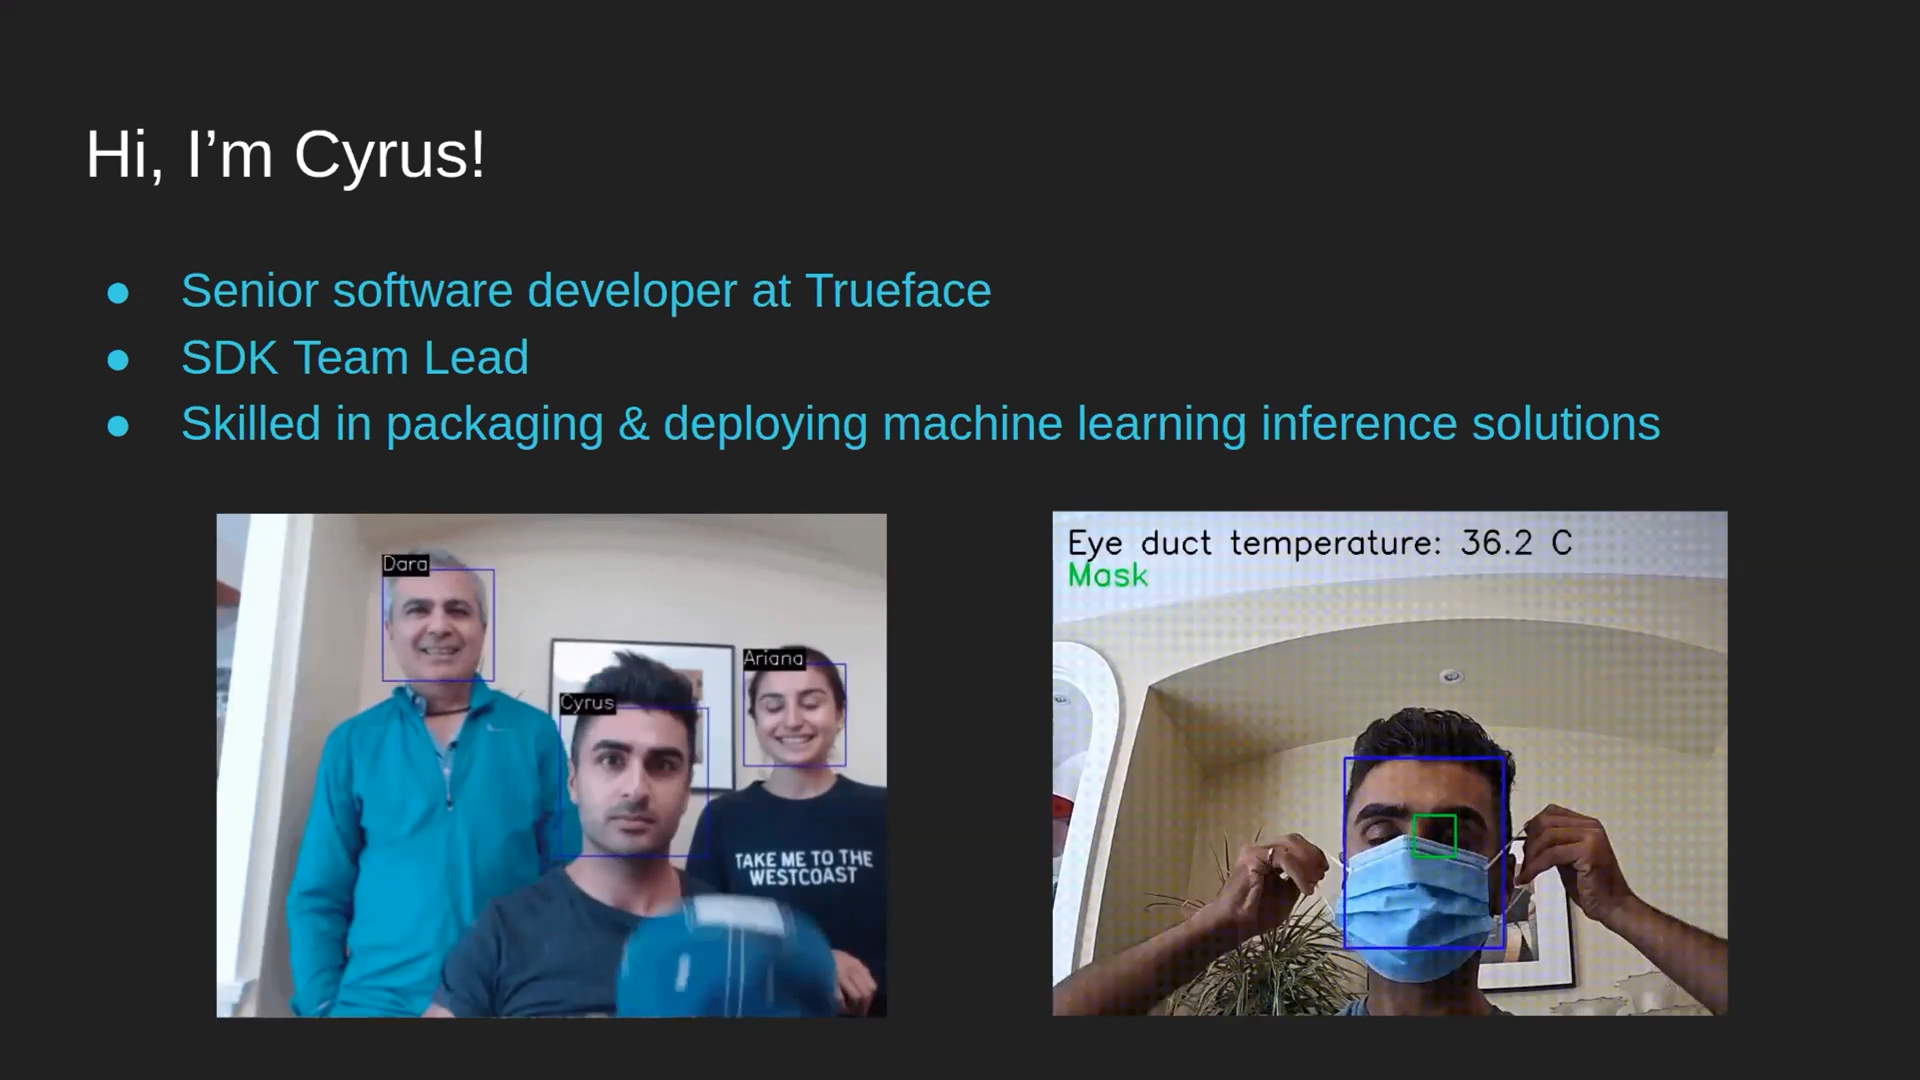 Hi, I’m Cyrus!
● Senior software developer at Trueface
● SDK Team Lead
● Skilled in packaging & deploying machine learning inference solutions
Dara
Ariana
Cyrus
TAKE ME TO THE
WESTCOAST
Eye duct temperature: 36.2 C
Mask